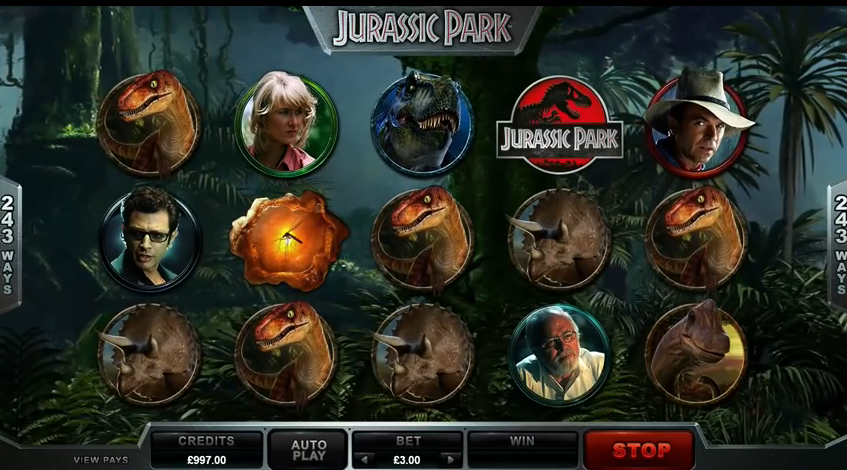 JURASSIC PARK
JURASSIC PARK
243 WAYS
243 WAYS
VIEW PAYS
CREDITS
£997.00
AUTO
PLAY
BET
£3.00
WIN
STOP